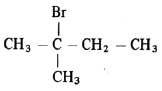 Br
CH₃ - C - CH₂ - CH₃
CH₃